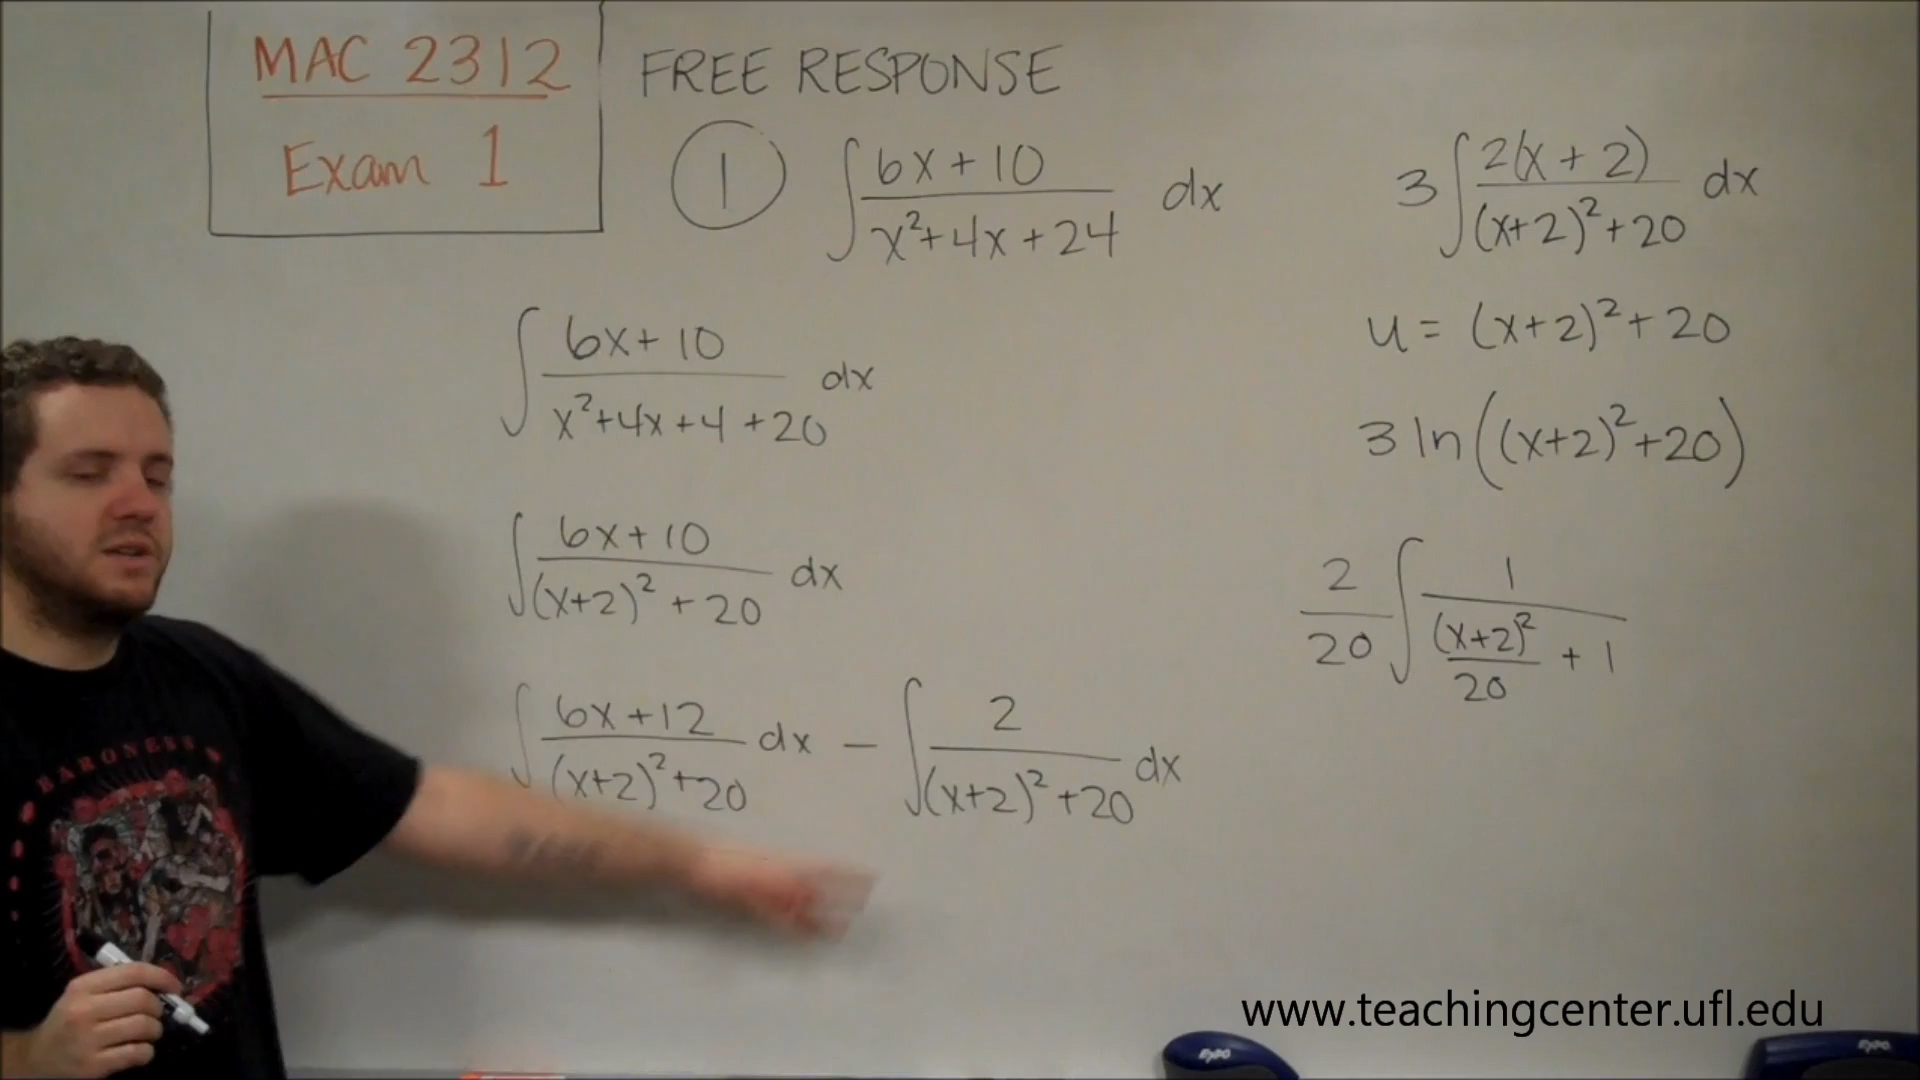 MAC 2312
Exam 1
FREE RESPONSE
① ∫ (6x+10)/(x²+4x+24) dx
∫ (6x+10)/(x²+4x+4+20) dx
∫ (6x+10)/((x+2)²+20) dx
∫ (6x+12)/((x+2)²+20) dx − ∫ 2/((x+2)²+20) dx
3 ∫ 2(x+2)/((x+2)²+20) dx
u = (x+2)²+20
3 ln((x+2)²+20)
2/20 ∫ 1/((x+2)²/20 + 1)
BARONESS
www.teachingcenter.ufl.edu
EXPO
EXPO